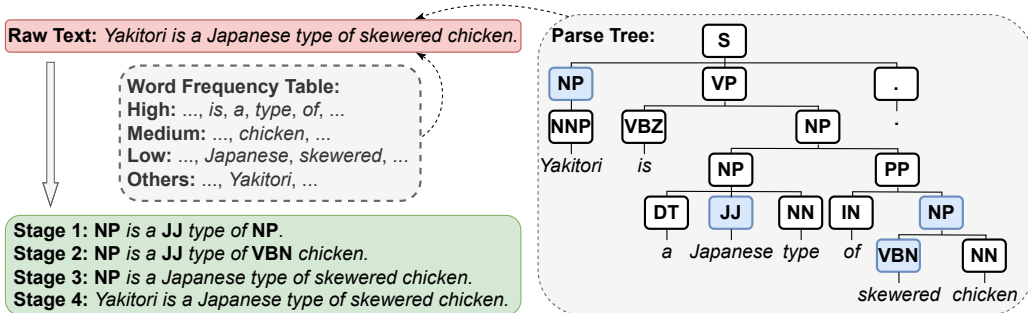 Raw Text: Yakitori is a Japanese type of skewered chicken.
Word Frequency Table:
High: ..., is, a, type, of, ...
Medium: ..., chicken, ...
Low: ..., Japanese, skewered, ...
Others: ..., Yakitori, ...
Stage 1: NP is a JJ type of NP.
Stage 2: NP is a JJ type of VBN chicken.
Stage 3: NP is a Japanese type of skewered chicken.
Stage 4: Yakitori is a Japanese type of skewered chicken.
Parse Tree:
S
NP VP .
NNP VBZ NP .
Yakitori is
NP PP
DT JJ NN IN NP
a Japanese type of
VBN NN
skewered chicken